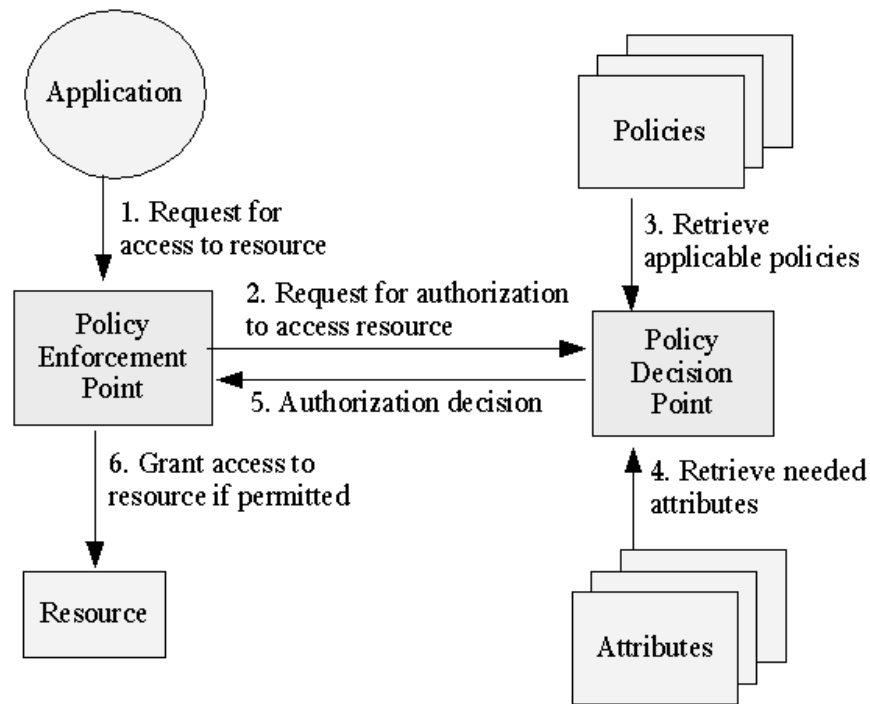 Application
Policies
1. Request for
access to resource
3. Retrieve
applicable policies
2. Request for authorization
to access resource
Policy
Enforcement
Point
Policy
Decision
Point
5. Authorization decision
6. Grant access to
resource if permitted
4. Retrieve needed
attributes
Resource
Attributes